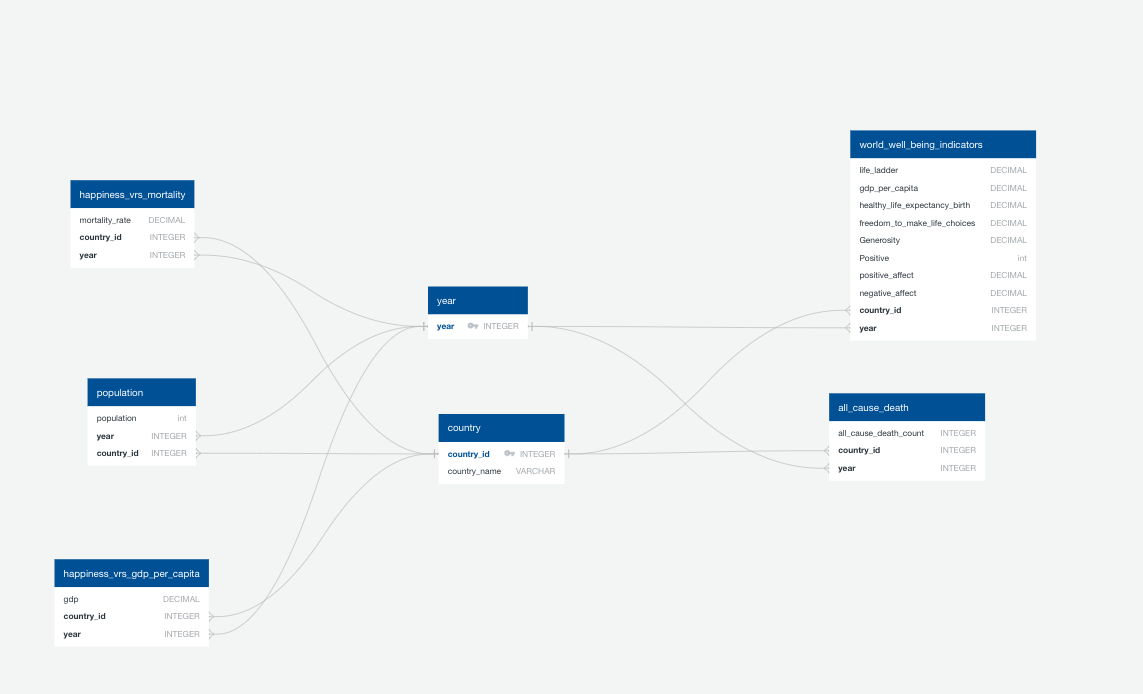 world_well_being_indicators
life_ladder DECIMAL
gdp_per_capita DECIMAL
healthy_life_expectancy_birth DECIMAL
freedom_to_make_life_choices DECIMAL
Generosity DECIMAL
Positive int
positive_affect DECIMAL
negative_affect DECIMAL
country_id INTEGER
year INTEGER
happiness_vrs_mortality
mortality_rate DECIMAL
country_id INTEGER
year INTEGER
year
year INTEGER
population
population int
year INTEGER
country_id INTEGER
country
country_id INTEGER
country_name VARCHAR
all_cause_death
all_cause_death_count INTEGER
country_id INTEGER
year INTEGER
happiness_vrs_gdp_per_capita
gdp DECIMAL
country_id INTEGER
year INTEGER